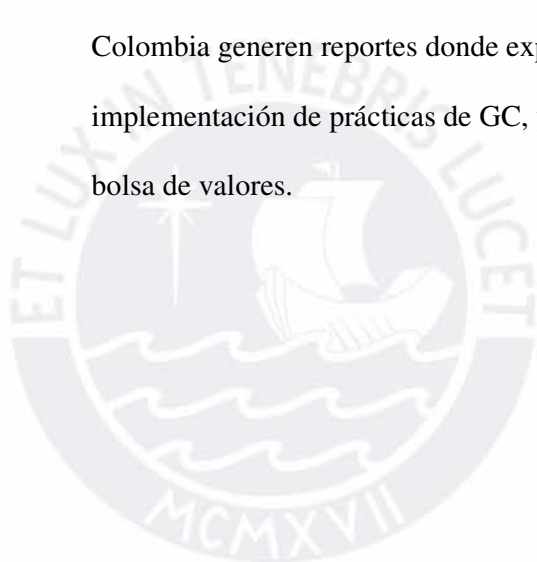 Colombia generen reportes donde
implementación de prácticas de GC,
bolsa de valores.
ET LUX IN TENEBRIS LUCET
MCMXVII